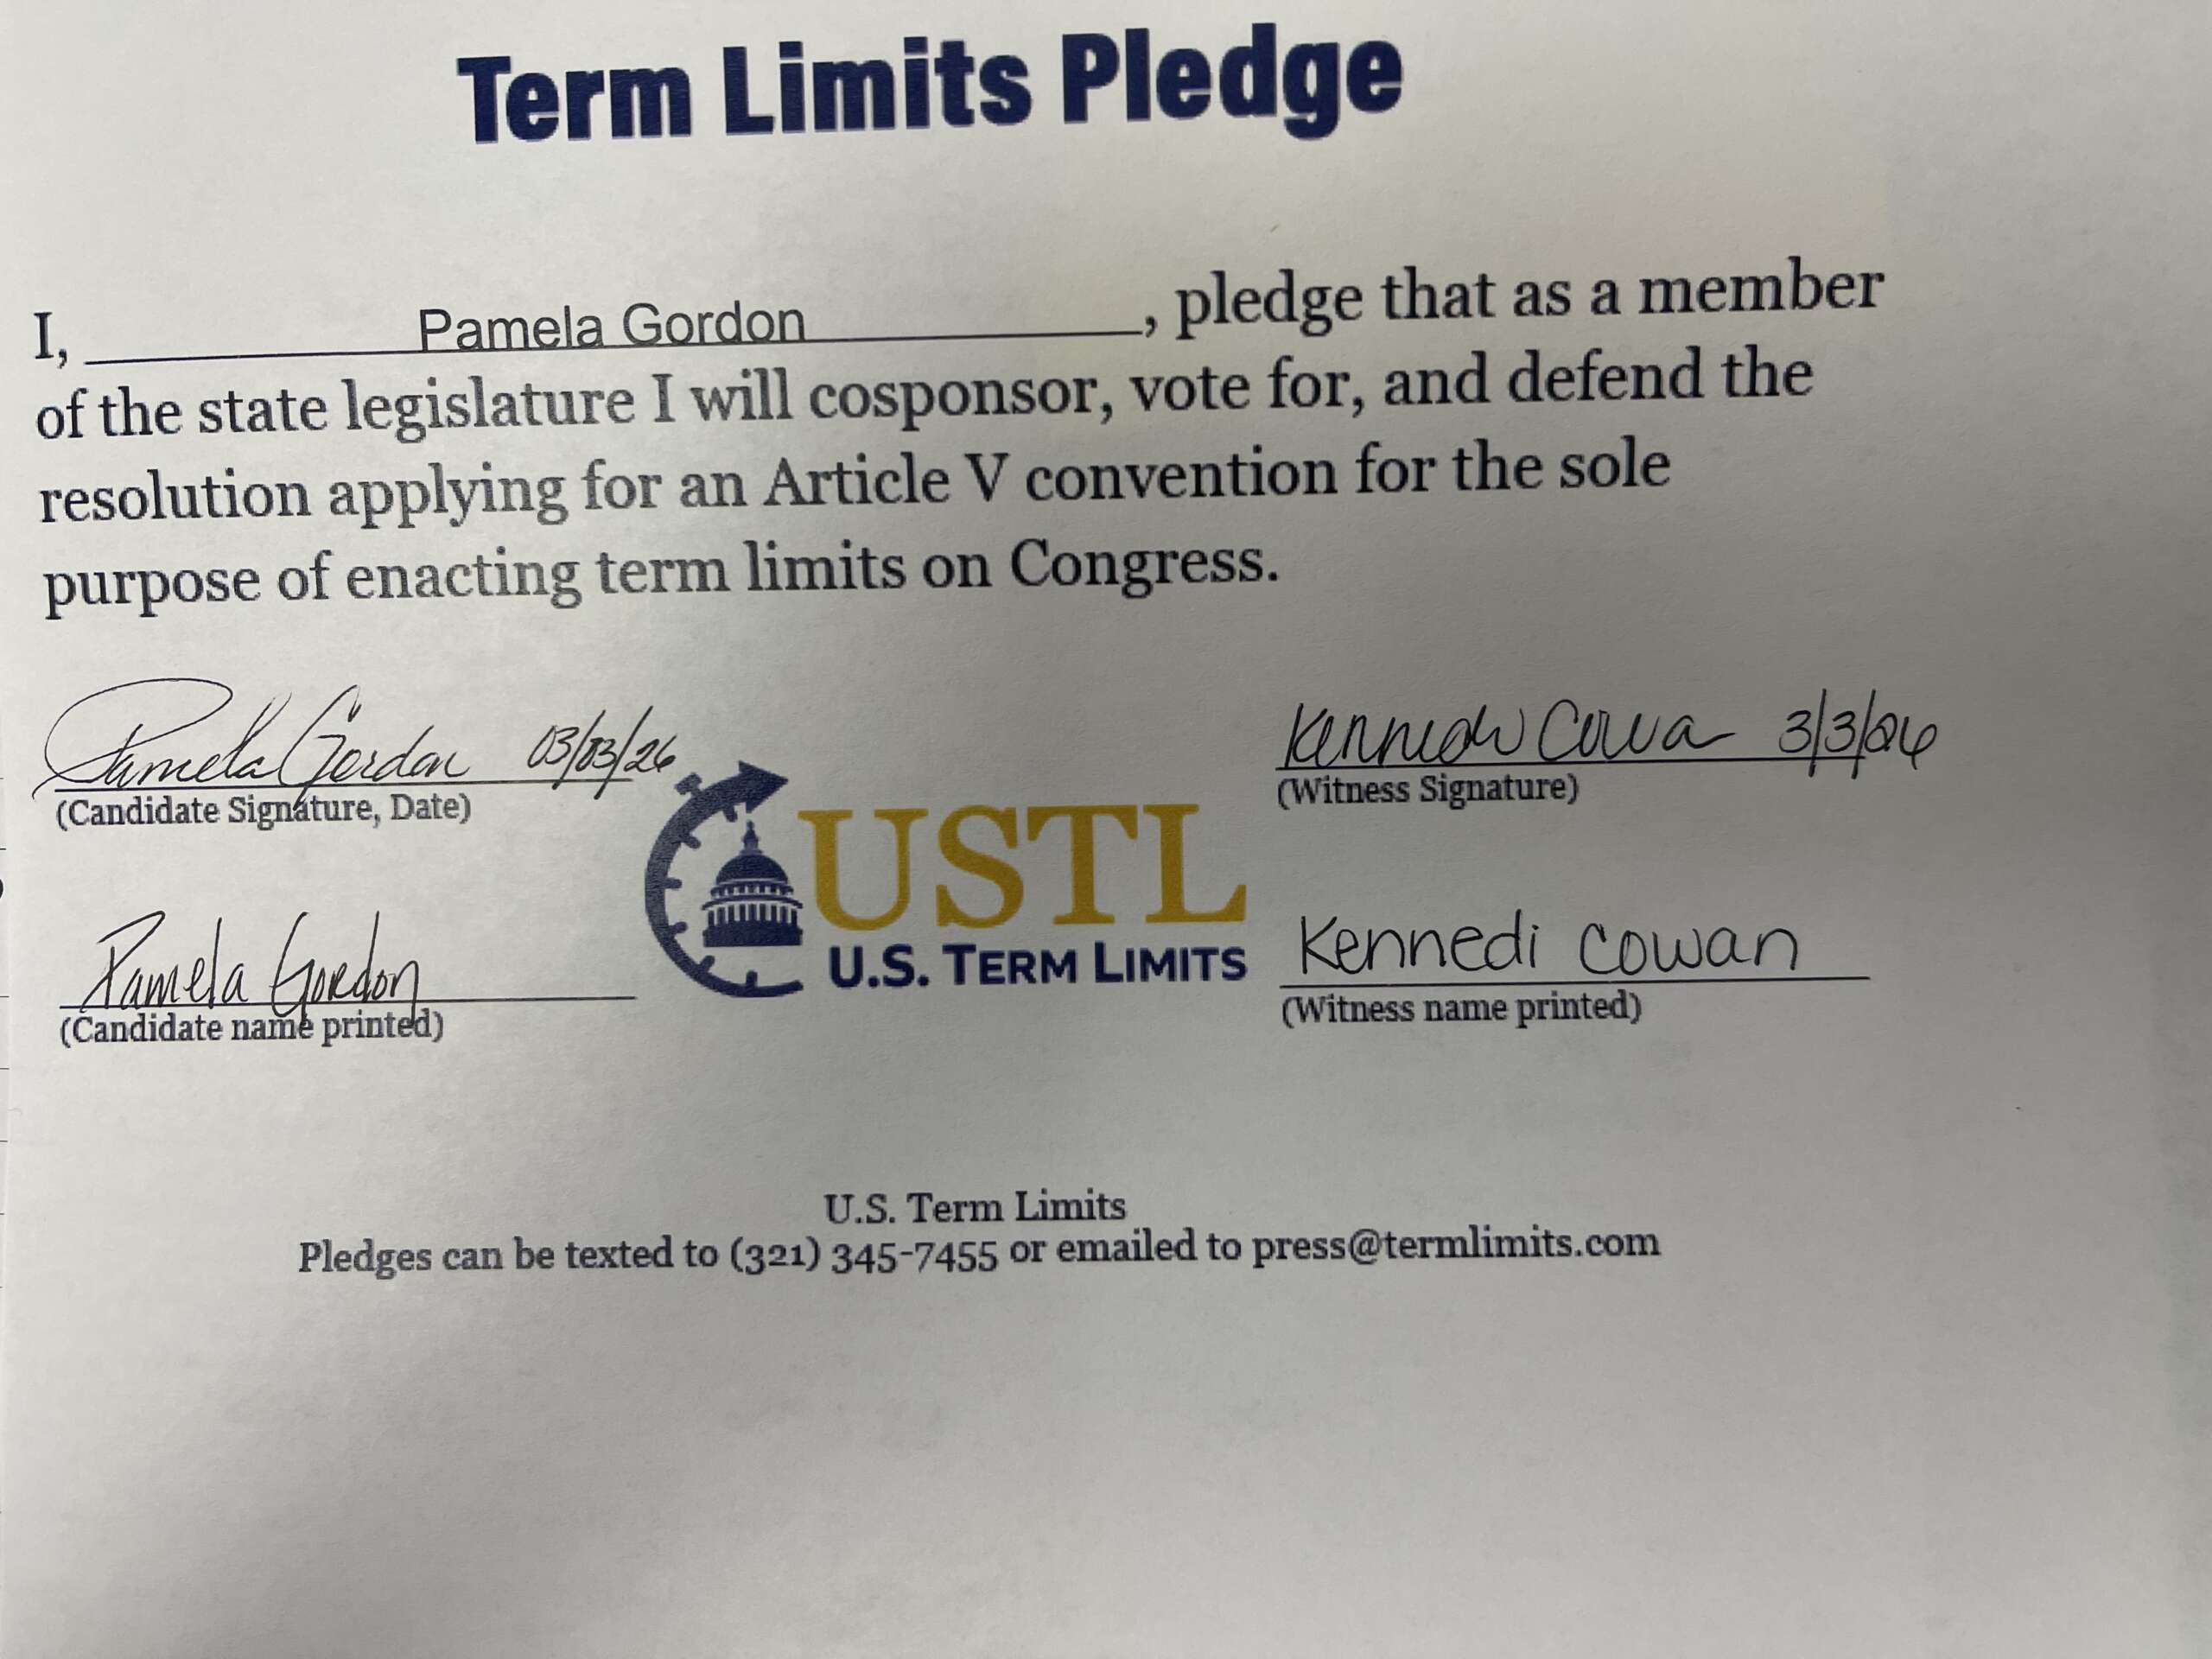 Term Limits Pledge
I, Pamela Gordon, pledge that as a member
of the state legislature I will cosponsor, vote for, and defend the
resolution applying for an Article V convention for the sole
purpose of enacting term limits on Congress.
Pamela Gordon 03/03/26
(Candidate Signature, Date)
Kennedi Cowa 3/3/26
(Witness Signature)
USTL
U.S. TERM LIMITS
Pamela Gordon
(Candidate name printed)
Kennedi Cowan
(Witness name printed)
U.S. Term Limits
Pledges can be texted to (321) 345-7455 or emailed to press@termlimits.com